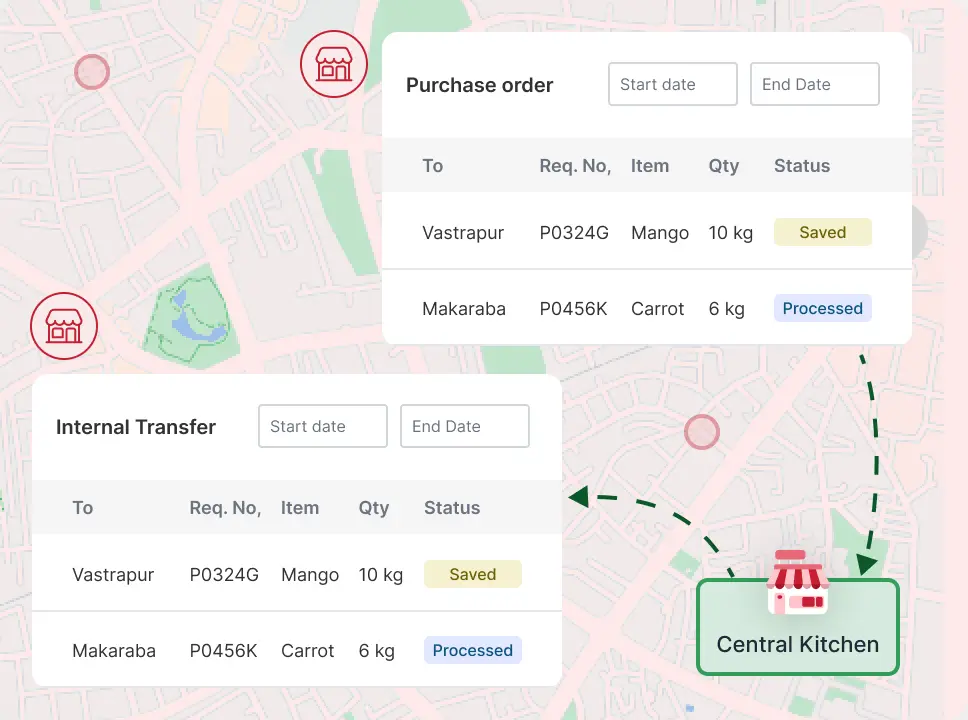 Purchase order Start date End Date
To Req. No, Item Qty Status
Vastrapur P0324G Mango 10 kg Saved
Makaraba P0456K Carrot 6 kg Processed
Internal Transfer Start date End Date
To Req. No, Item Qty Status
Vastrapur P0324G Mango 10 kg Saved
Makaraba P0456K Carrot 6 kg Processed
Central Kitchen